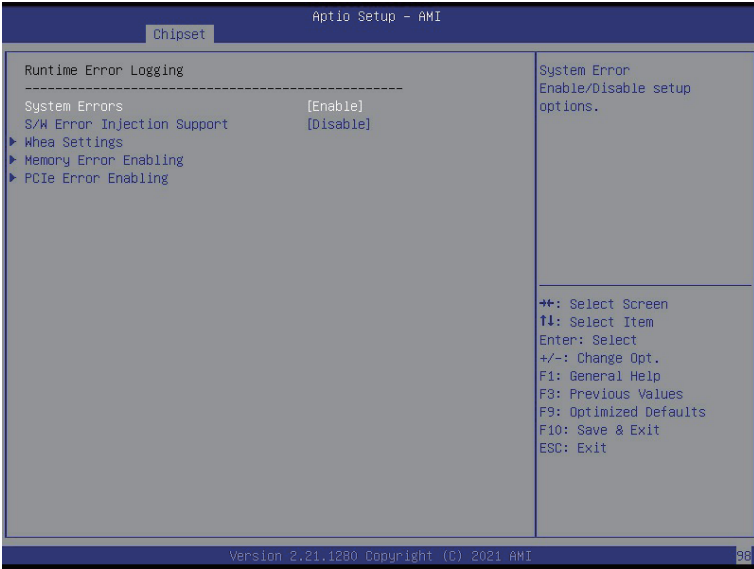 Aptio Setup – AMI
Chipset
Runtime Error Logging
------------------------------------------------
System Errors [Enable]
S/W Error Injection Support [Disable]
Whea Settings
Memory Error Enabling
PCIe Error Enabling
System Error
Enable/Disable setup
options.
→←: Select Screen
↑↓: Select Item
Enter: Select
+/-: Change Opt.
F1: General Help
F3: Previous Values
F9: Optimized Defaults
F10: Save & Exit
ESC: Exit
Version 2.21.1280 Copyright (C) 2021 AMI
98